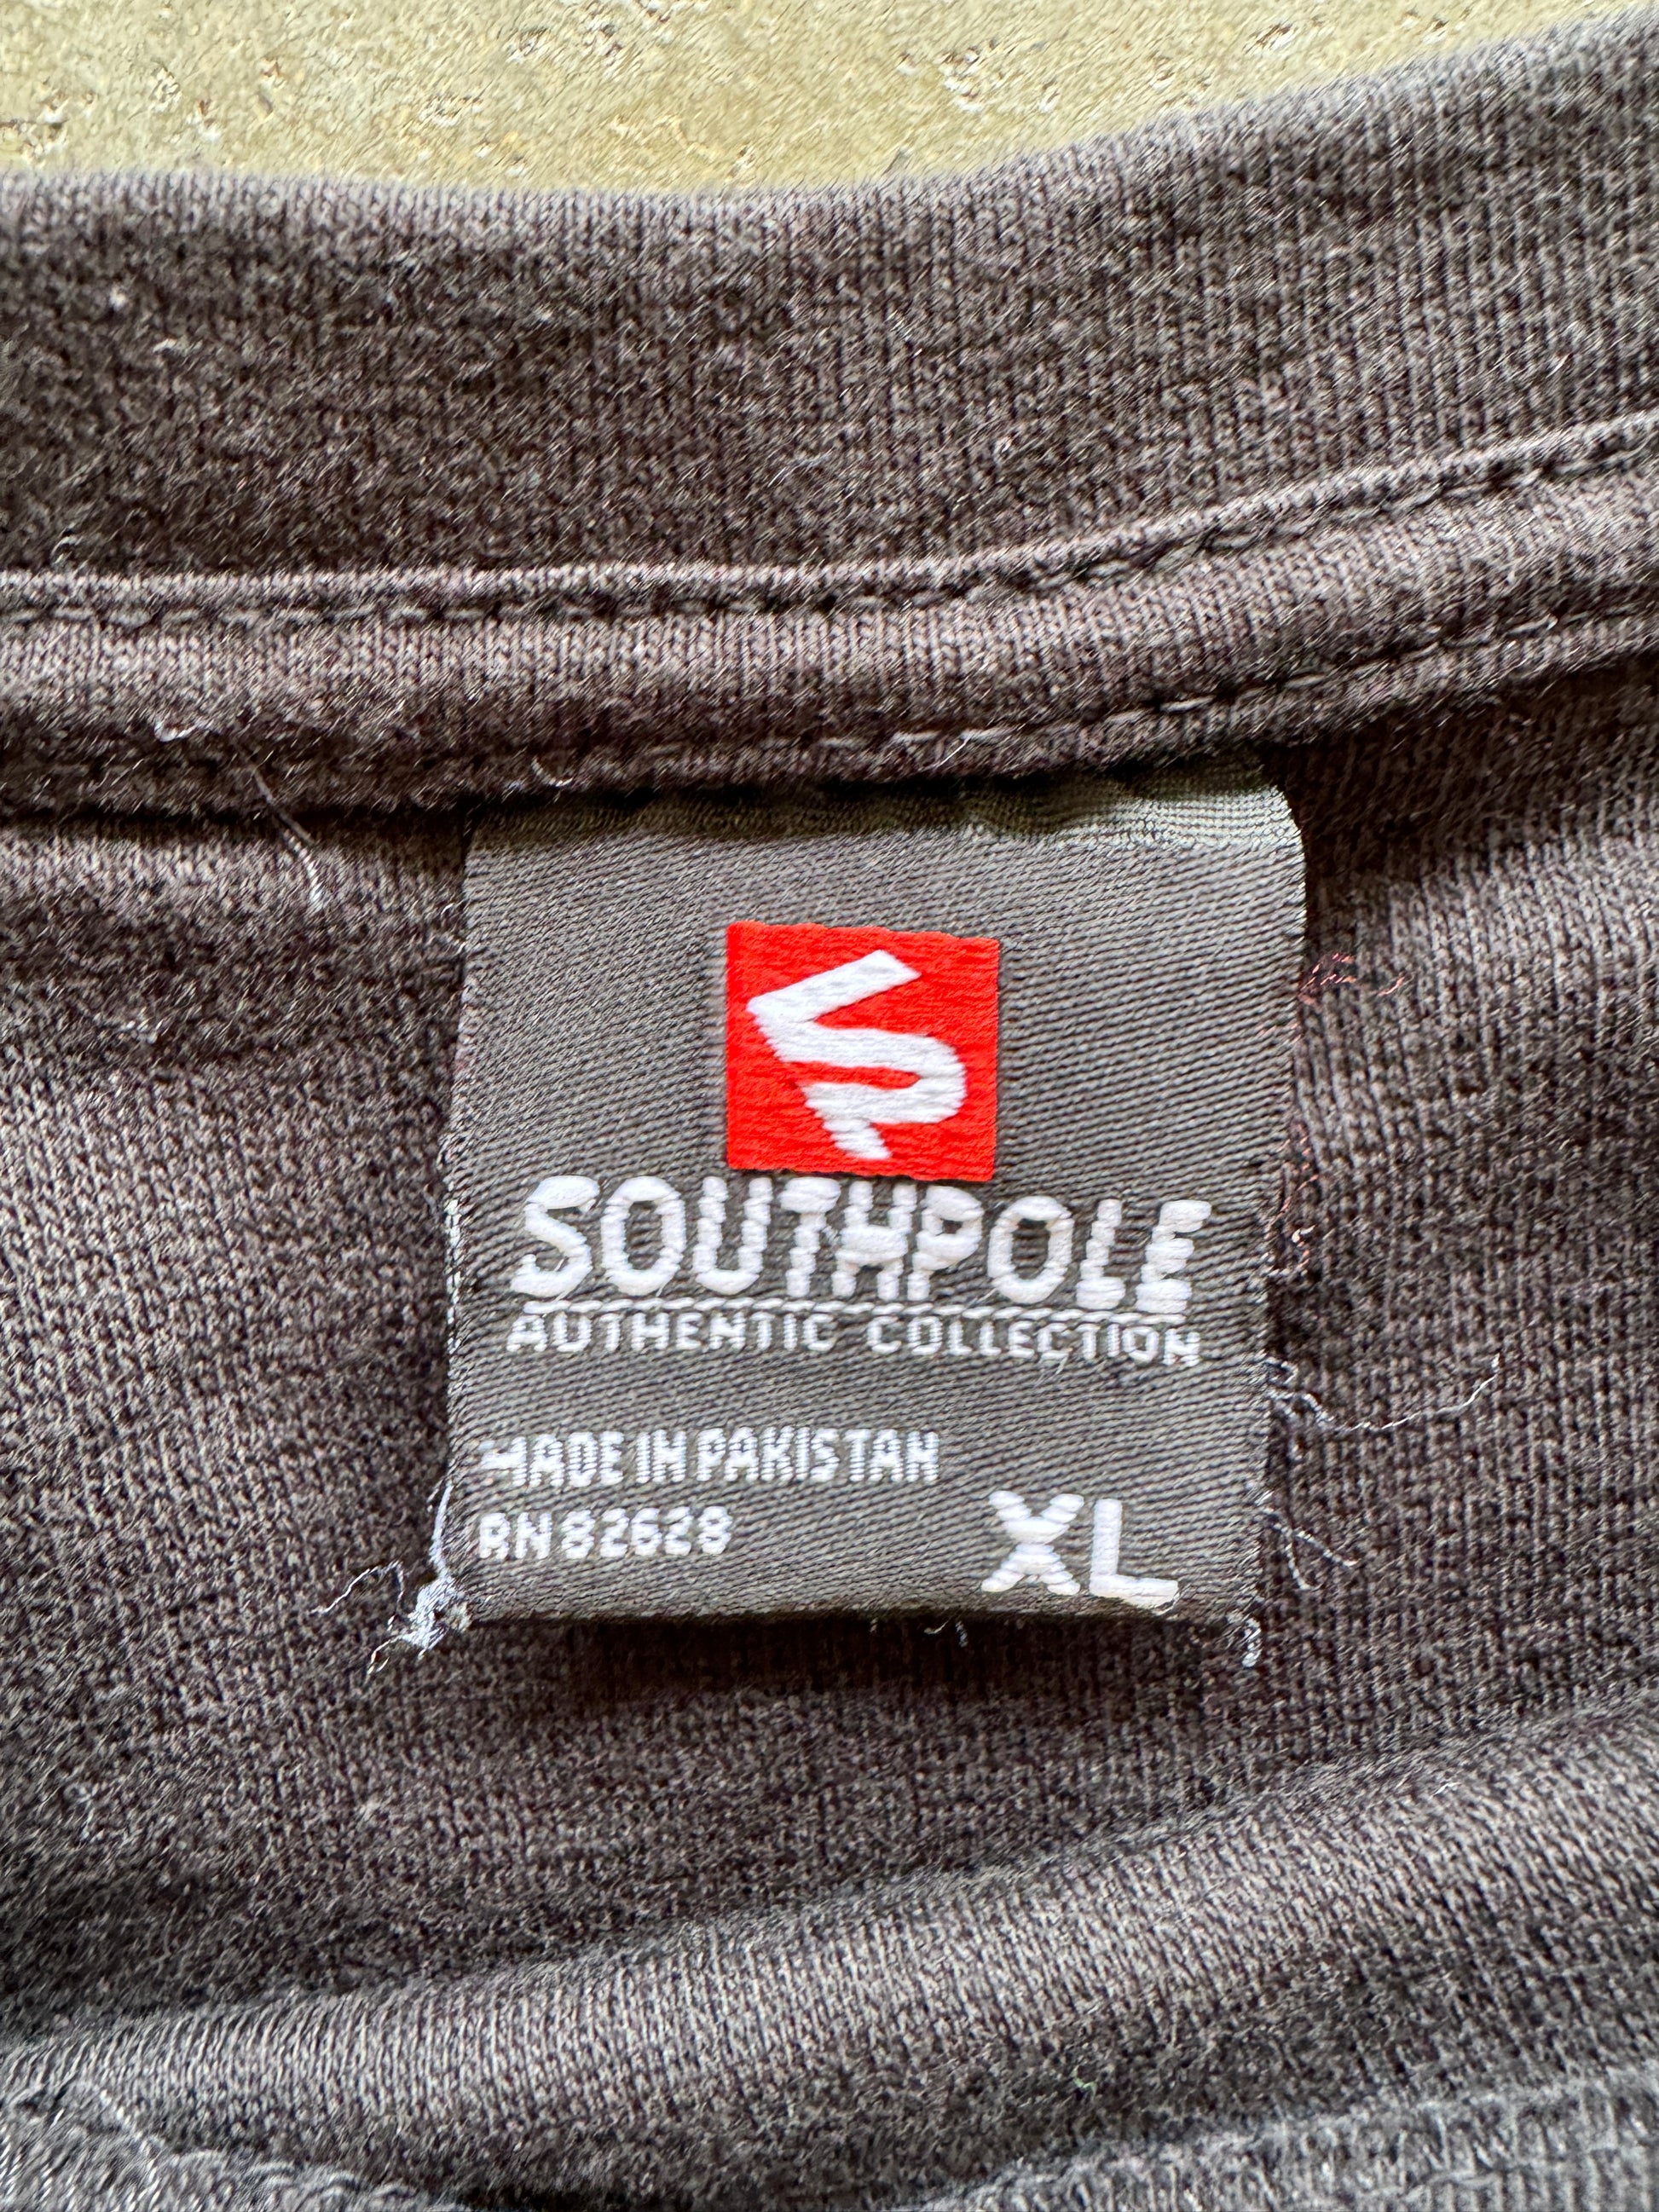 SOUTHPOLE
AUTHENTIC COLLECTION
MADE IN PAKISTAN
RN 82628
XL